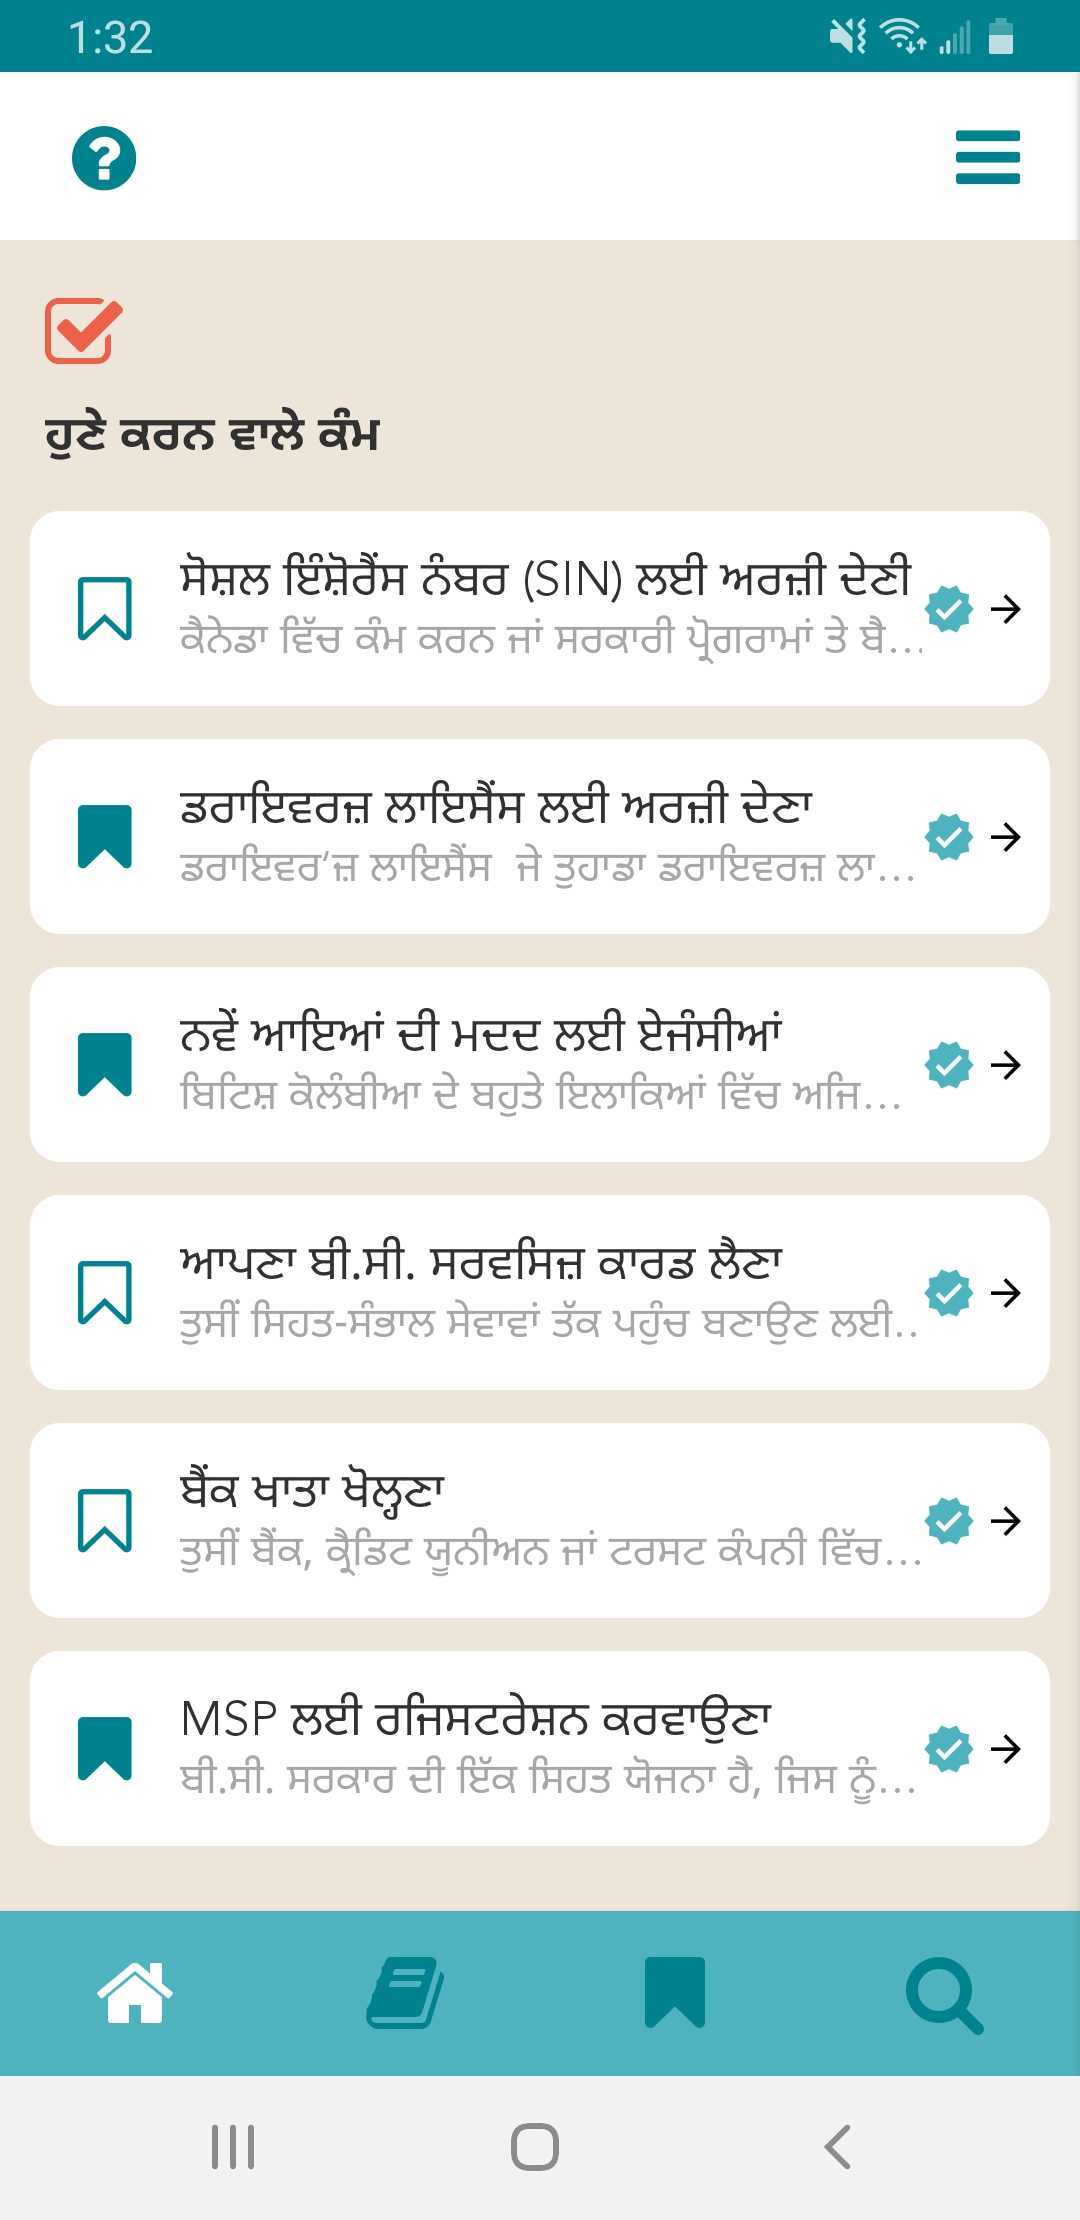 1:32
ਹੁਣੇ ਕਰਨ ਵਾਲੇ ਕੰਮ
ਸੋਸ਼ਲ ਇੰਸ਼ੋਰੈਂਸ ਨੰਬਰ (SIN) ਲਈ ਅਰਜ਼ੀ ਦੇਣੀ
ਕੈਨੇਡਾ ਵਿੱਚ ਕੰਮ ਕਰਨ ਜਾਂ ਸਰਕਾਰੀ ਪ੍ਰੋਗਰਾਮਾਂ ਤੇ ਬੈ...
ਡਰਾਇਵਰਜ਼ ਲਾਇਸੈਂਸ ਲਈ ਅਰਜ਼ੀ ਦੇਣਾ
ਡਰਾਇਵਰ’ਜ਼ ਲਾਇਸੈਂਸ  ਜੇ ਤੁਹਾਡਾ ਡਰਾਇਵਰਜ਼ ਲਾ...
ਨਵੇਂ ਆਇਆਂ ਦੀ ਮਦਦ ਲਈ ਏਜੰਸੀਆਂ
ਬਿਟਿਸ਼ ਕੋਲੰਬੀਆ ਦੇ ਬਹੁਤੇ ਇਲਾਕਿਆਂ ਵਿੱਚ ਅਜਿ...
ਆਪਣਾ ਬੀ.ਸੀ. ਸਰਵਸਿਜ਼ ਕਾਰਡ ਲੈਣਾ
ਤੁਸੀਂ ਸਿਹਤ-ਸੰਭਾਲ ਸੇਵਾਵਾਂ ਤੱਕ ਪਹੁੰਚ ਬਣਾਉਣ ਲਈ..
ਬੈਂਕ ਖਾਤਾ ਖੋਲ੍ਹਣਾ
ਤੁਸੀਂ ਬੈਂਕ, ਕ੍ਰੈਡਿਟ ਯੂਨੀਅਨ ਜਾਂ ਟਰਸਟ ਕੰਪਨੀ ਵਿੱਚ...
MSP ਲਈ ਰਜਿਸਟਰੇਸ਼ਨ ਕਰਵਾਉਣਾ
ਬੀ.ਸੀ. ਸਰਕਾਰ ਦੀ ਇੱਕ ਸਿਹਤ ਯੋਜਨਾ ਹੈ, ਜਿਸ ਨੂੰ...